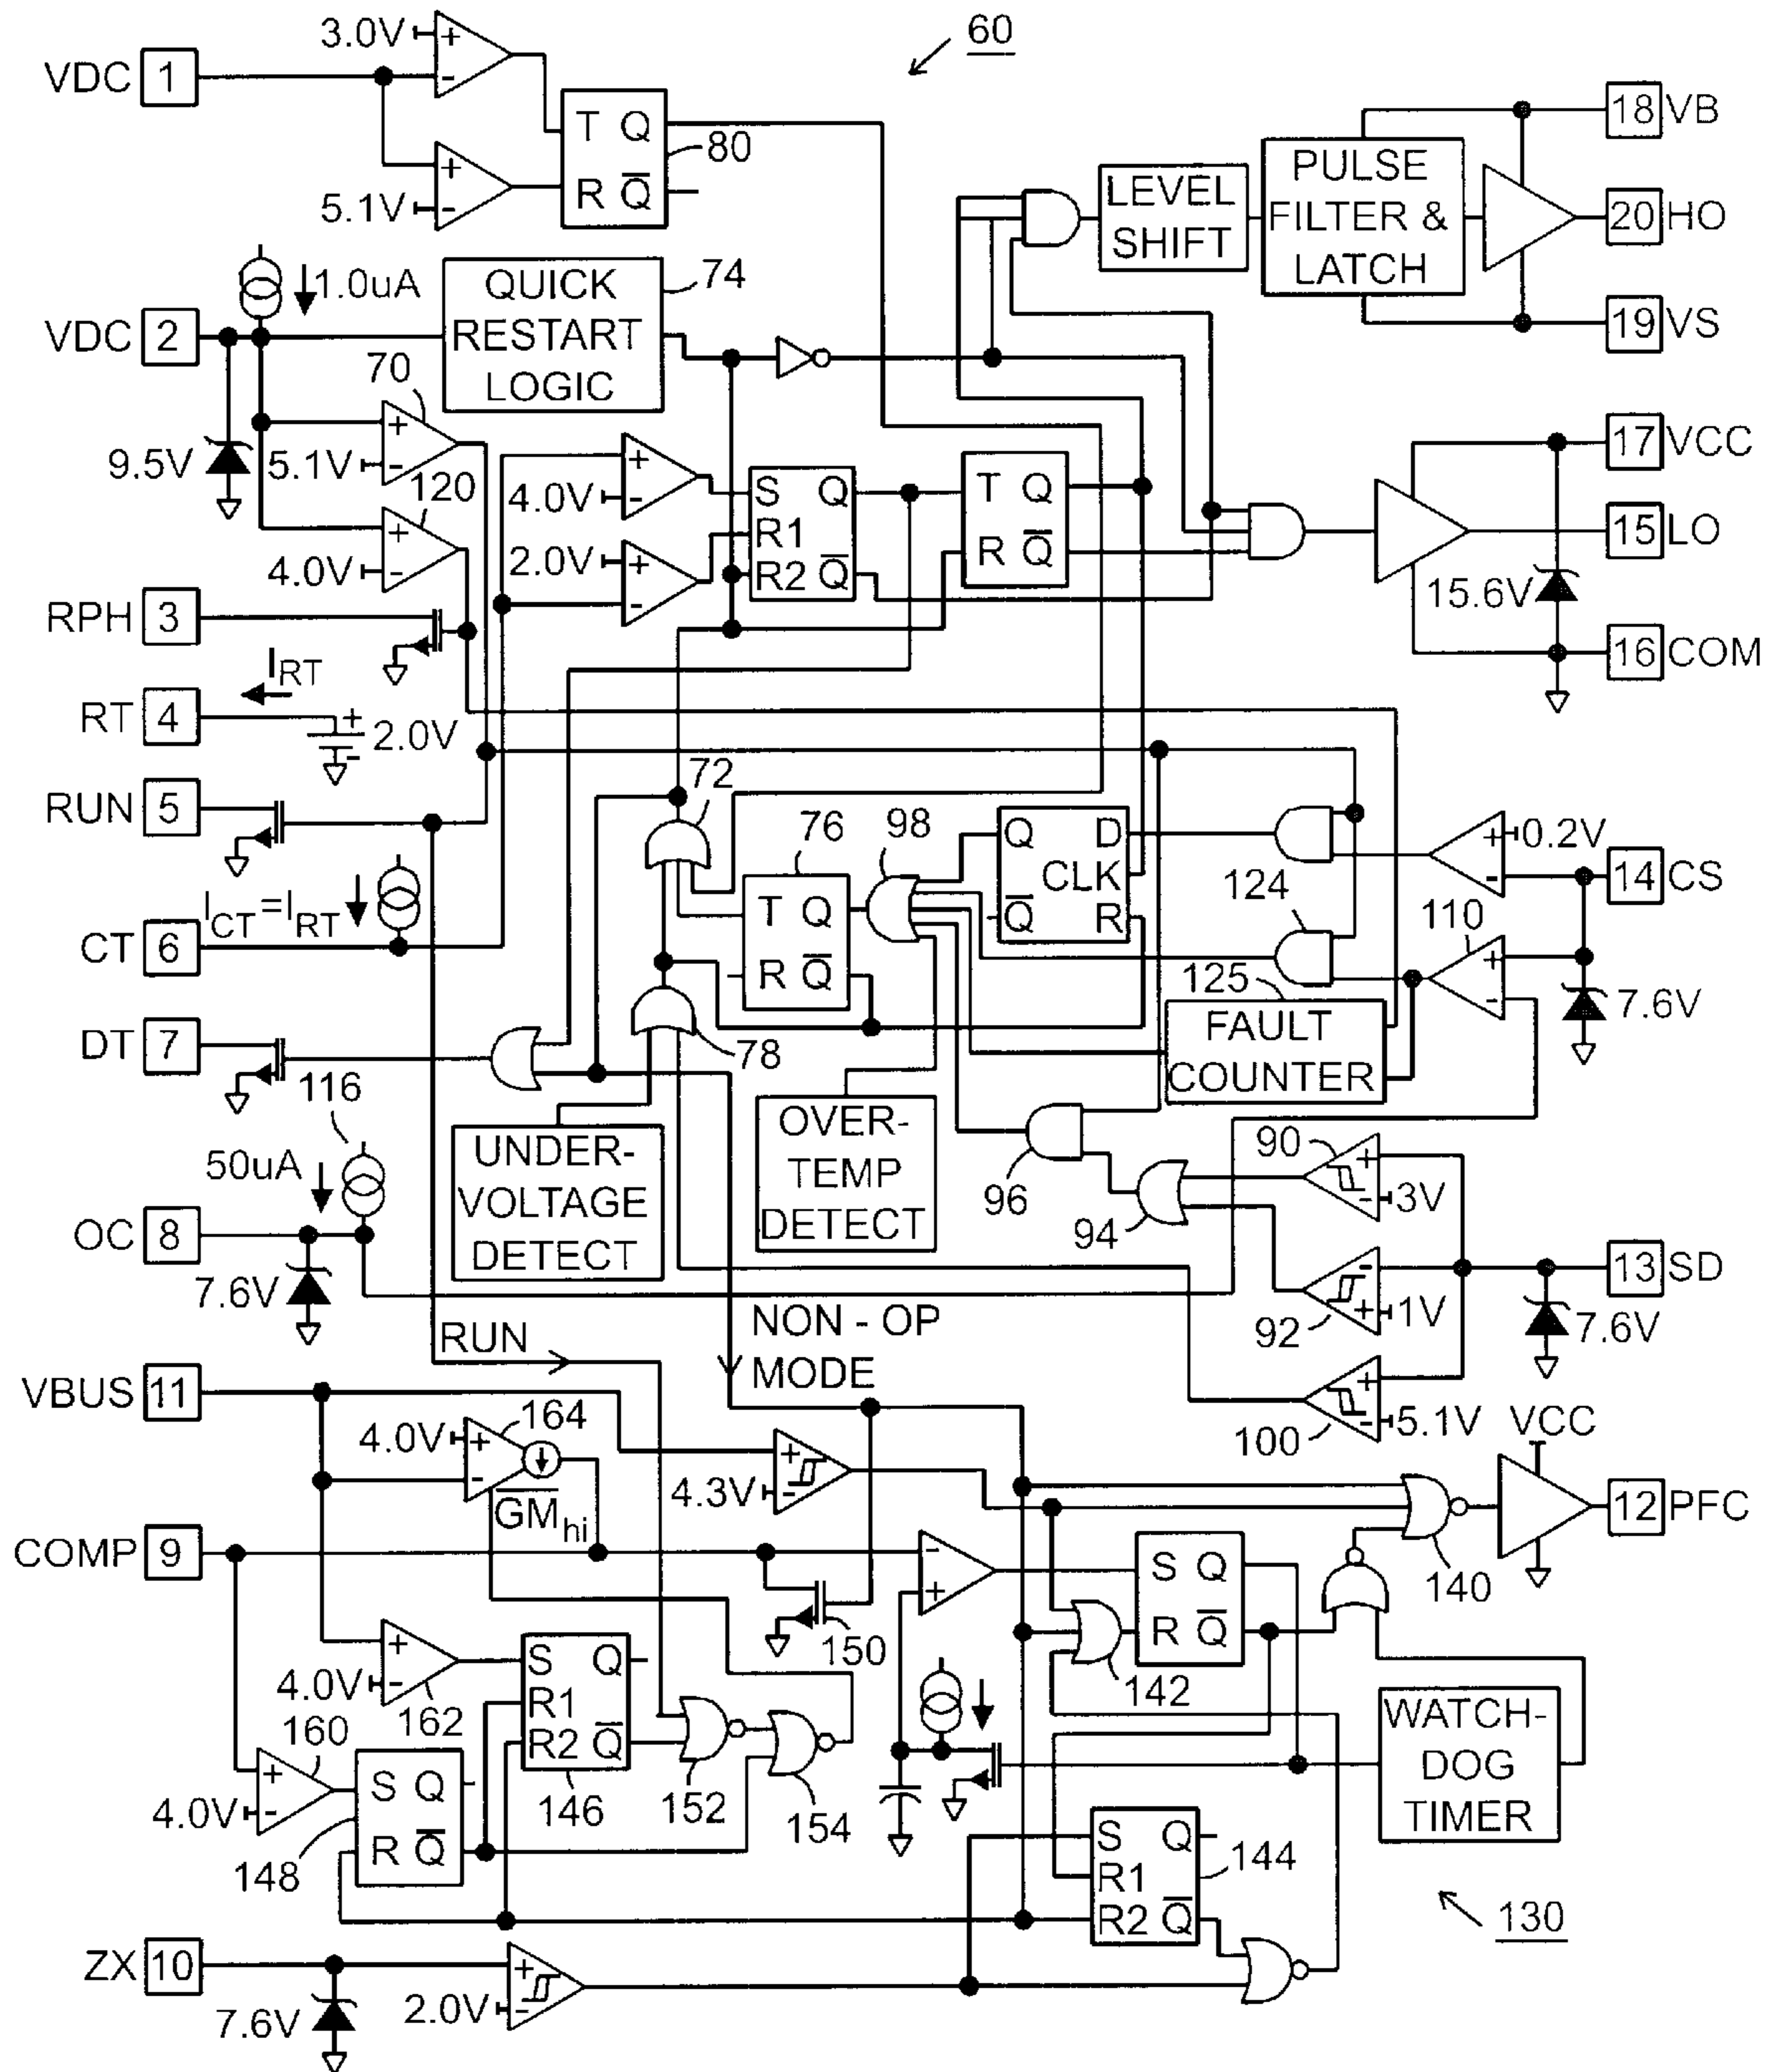 60
VDC 1
3.0V
+
-
+
5.1V
-
T Q
R Q̅
80
18 VB
LEVEL
SHIFT
PULSE
FILTER &
LATCH
20 HO
19 VS
1.0uA
VDC 2
QUICK
RESTART
LOGIC
74
70
+
5.1V
-
9.5V
120
+
4.0V
-
+
4.0V
-
2.0V
+
-
S Q
R1
R2 Q̅
T Q
R Q̅
17 VCC
15 LO
15.6V
16 COM
RPH 3
I_RT
RT 4
+
2.0V
-
RUN 5
72
76
98
Q D
CLK
Q̅ R
+
0.2V
-
14 CS
124
110
+
-
7.6V
T Q
R Q̅
I_CT=I_RT
CT 6
125
FAULT
COUNTER
DT 7
78
116
50uA
OC 8
7.6V
UNDER-
VOLTAGE
DETECT
OVER-
TEMP
DETECT
96
94
90
+
-
3V
92
-
+
1V
13 SD
7.6V
100
+
-
5.1V
RUN
NON - OP
MODE
VBUS 11
4.0V
+
-
164
G̅M̅hi
+
4.3V
-
VCC
12 PFC
140
COMP 9
-
+
S Q
R Q̅
150
142
+
4.0V
-
162
S Q
R1
R2 Q̅
146
152
154
160
+
4.0V
-
S Q
R Q̅
148
WATCH-
DOG
TIMER
S Q
R1
R2 Q̅
144
130
ZX 10
+
2.0V
-
7.6V